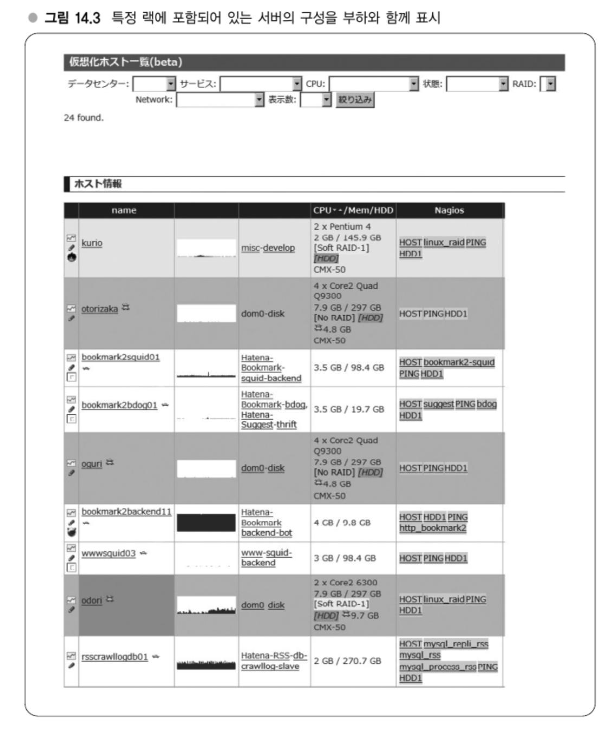 ● 그림 14.3 특정 랙에 포함되어 있는 서버의 구성을 부하와 함께 표시
仮想化ホスト一覧(beta)
データセンター: サービス: CPU: 状態: RAID:
Network: 表示数: 絞り込み
24 found.
ホスト情報
name CPU･･/Mem/HDD Nagios
kurio
misc-develop
2 x Pentium 4
2 GB / 145.9 GB
[Soft RAID-1]
[HDD]
CMX-50
HOST linux_raid PING
HDD1
otorizaka
dom0-disk
4 x Core2 Quad
Q9300
7.9 GB / 297 GB
[No RAID] [HDD]
4.8 GB
CMX-50
HOST PING HDD1
bookmark2squid01
Hatena-
Bookmark-
squid-backend
3.5 GB / 98.4 GB
HOST bookmark2-squid
PING HDD1
bookmark2bdog01
Hatena-
Bookmark-bdog,
Hatena-
Suggest-thrift
3.5 GB / 19.7 GB
HOST suggest PING bdog
HDD1
oguri
dom0-disk
4 x Core2 Quad
Q9300
7.9 GB / 297 GB
[No RAID] [HDD]
4.8 GB
CMX-50
HOST PING HDD1
bookmark2backend11
Hatena-
Bookmark
backend-bot
4 GB / 9.8 GB
HOST HDD1 PING
http_bookmark2
wwwsquid03
www-squid-
backend
3 GB / 98.4 GB
HOST PING HDD1
odori
dom0 disk
2 x Core2 6300
7.9 GB / 297 GB
[Soft RAID-1]
[HDD] 9.7 GB
CMX-50
HOST linux_raid PING
HDD1
rsscrawllogdb01
Hatena-RSS-db-
crawllog-slave
2 GB / 270.7 GB
HOST mysql_repli_rss
mysql_rss
mysql_process_rss PING
HDD1